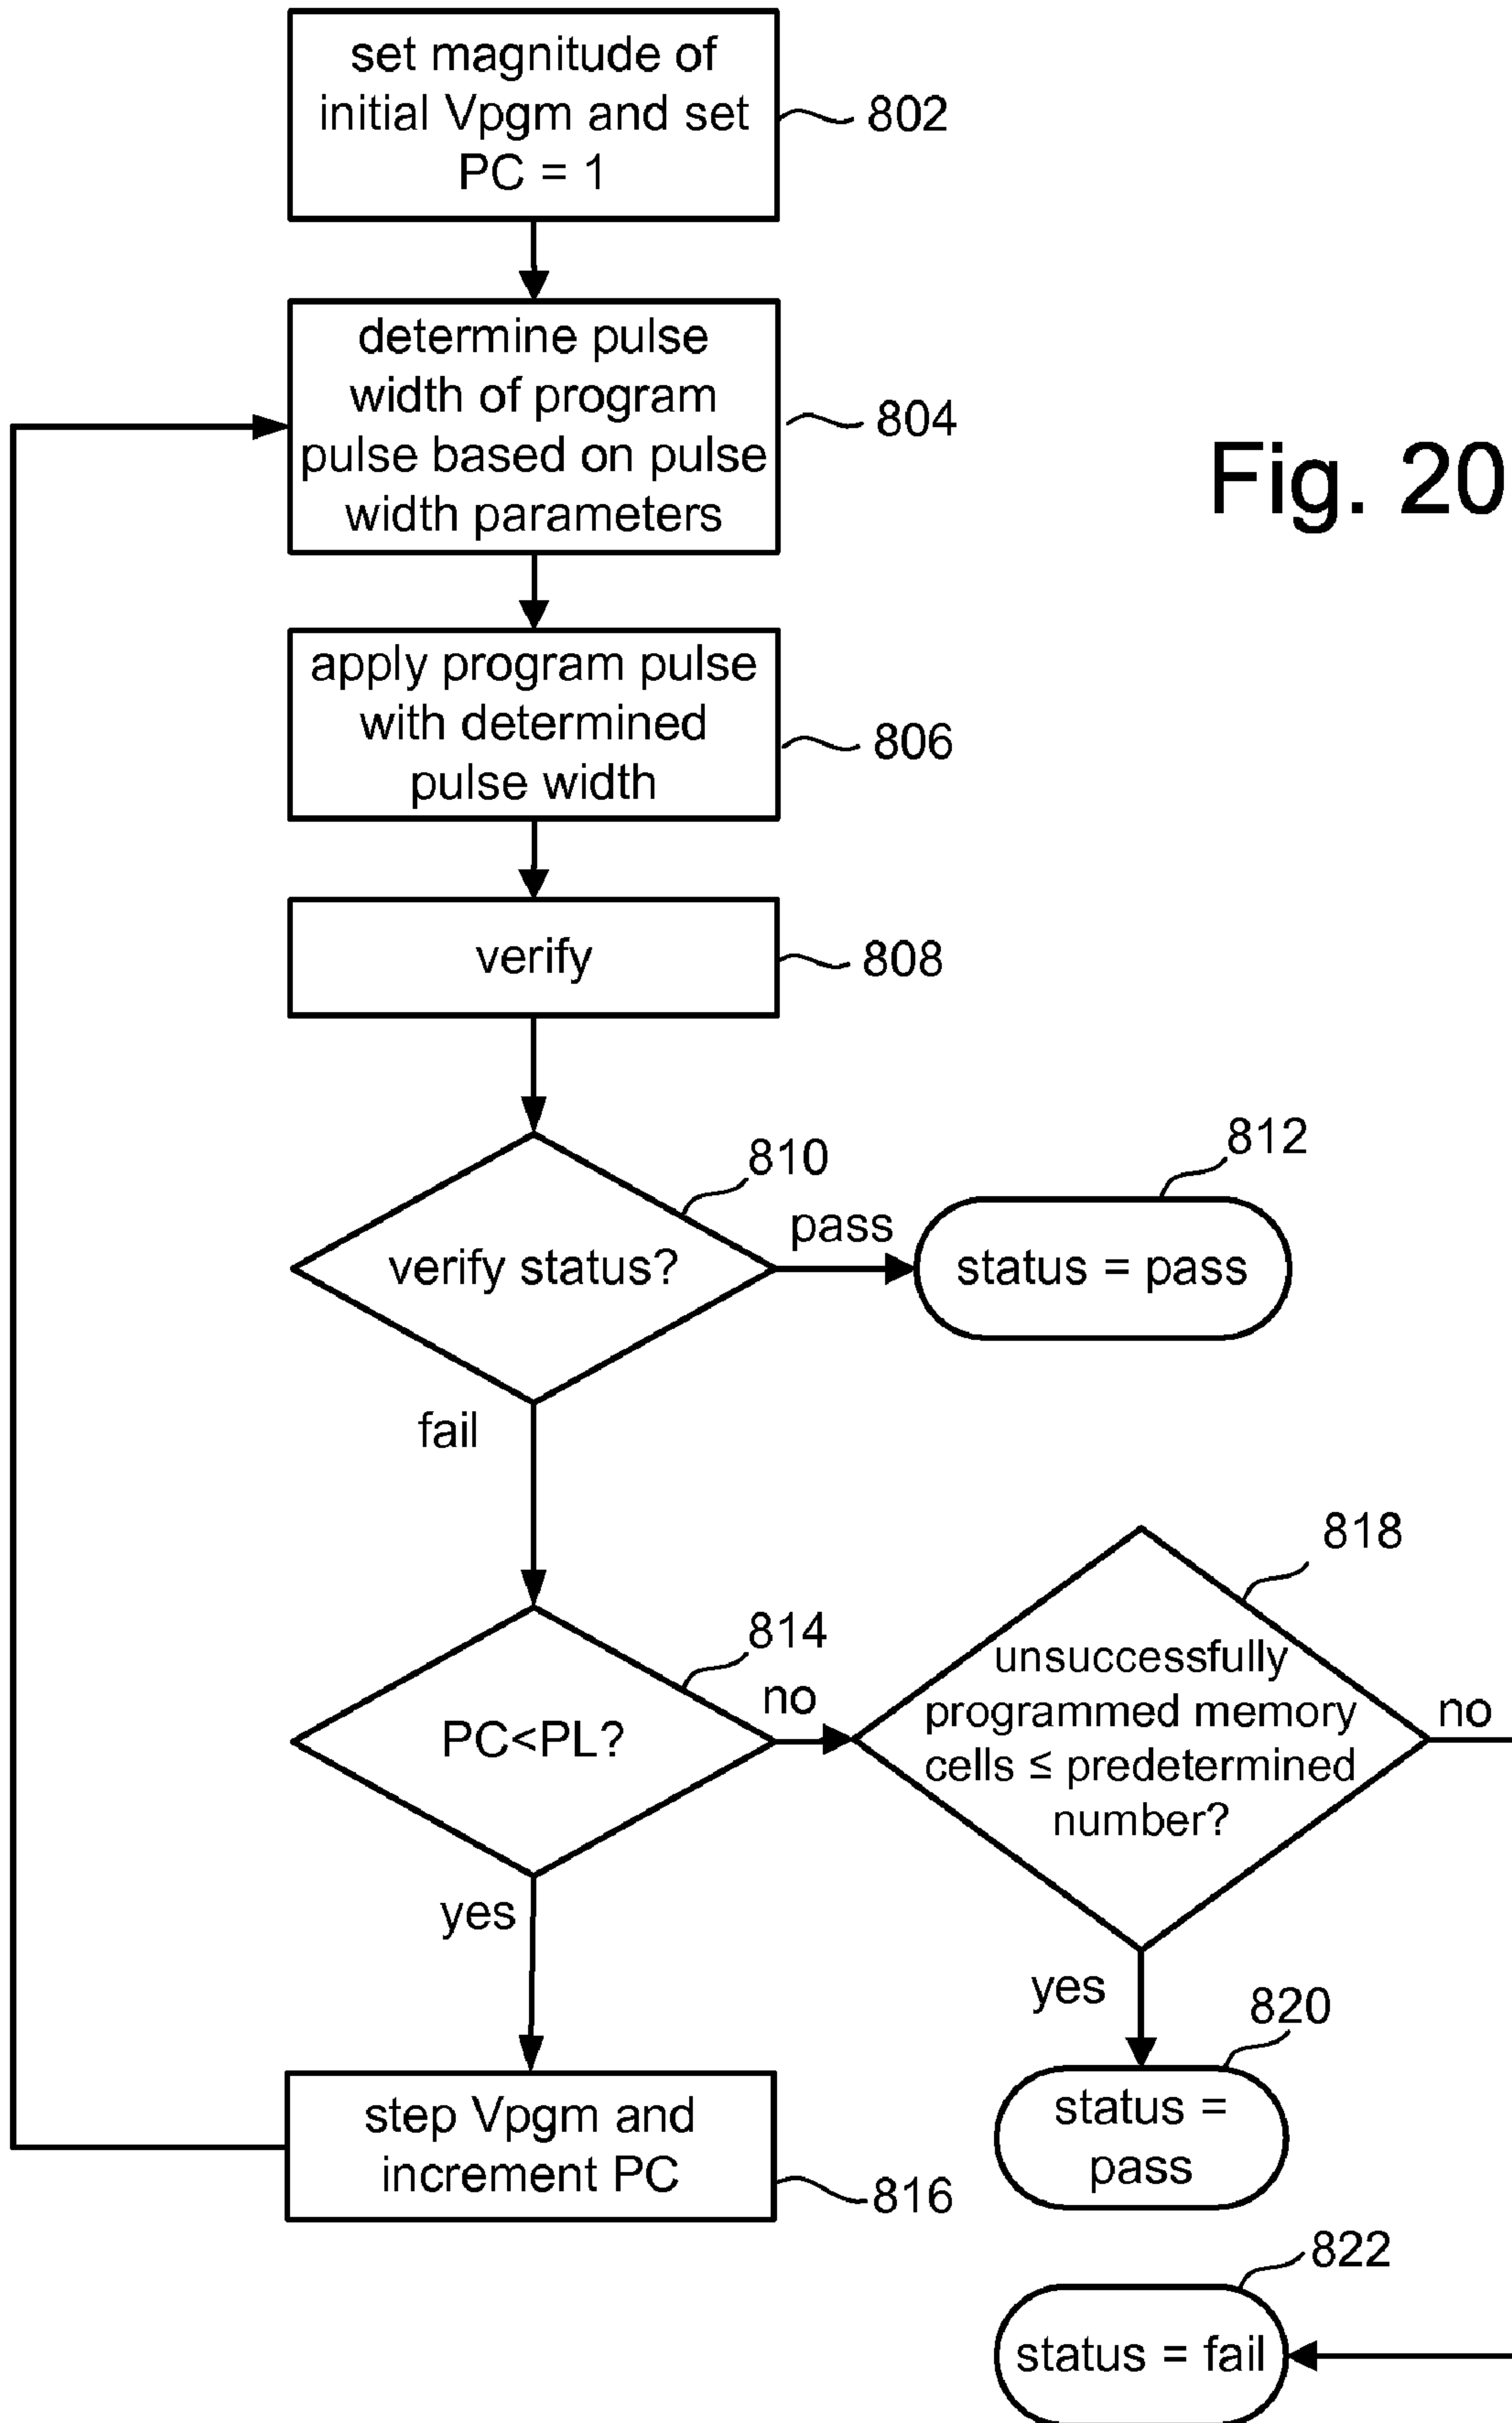 set magnitude of
initial Vpgm and set
PC = 1
802
determine pulse
width of program
pulse based on pulse
width parameters
804
Fig. 20
apply program pulse
with determined
pulse width
806
verify
808
810
812
verify status?
pass
status = pass
fail
814
818
PC<PL?
no
unsuccessfully
programmed memory
cells ≤ predetermined
number?
no
yes
yes
820
status =
pass
step Vpgm and
increment PC
816
822
status = fail